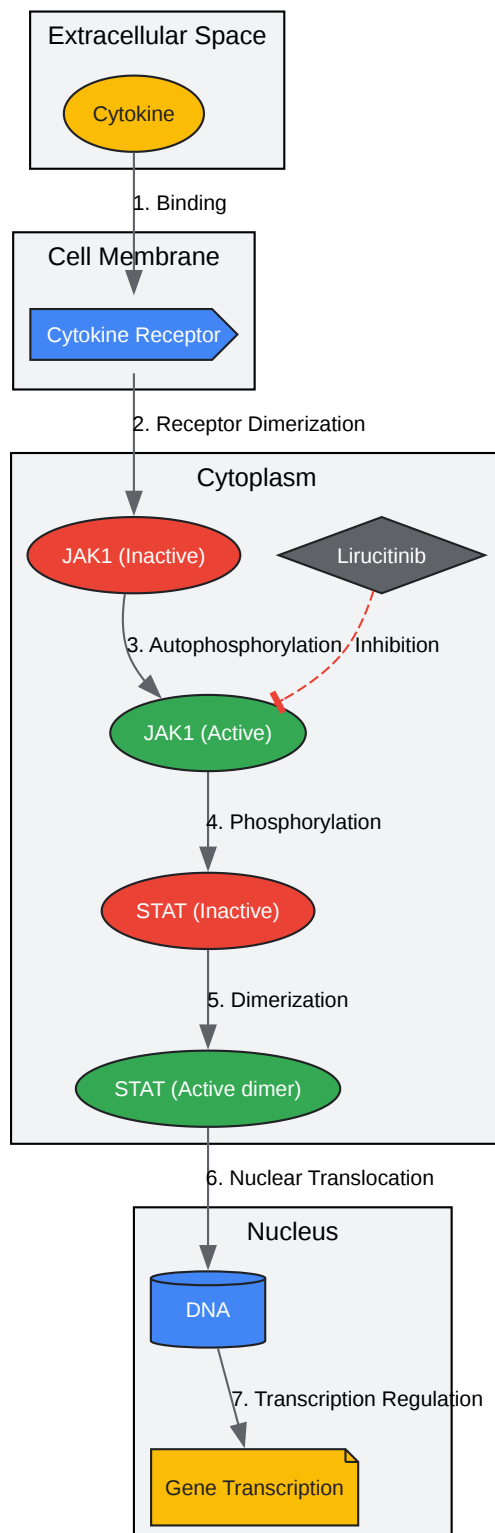 Extracellular Space
Cytokine
1. Binding
Cell Membrane
Cytokine Receptor
2. Receptor Dimerization
Cytoplasm
JAK1 (Inactive)
Lirucitinib
3. Autophosphorylation
Inhibition
JAK1 (Active)
4. Phosphorylation
STAT (Inactive)
5. Dimerization
STAT (Active dimer)
6. Nuclear Translocation
Nucleus
DNA
7. Transcription Regulation
Gene Transcription